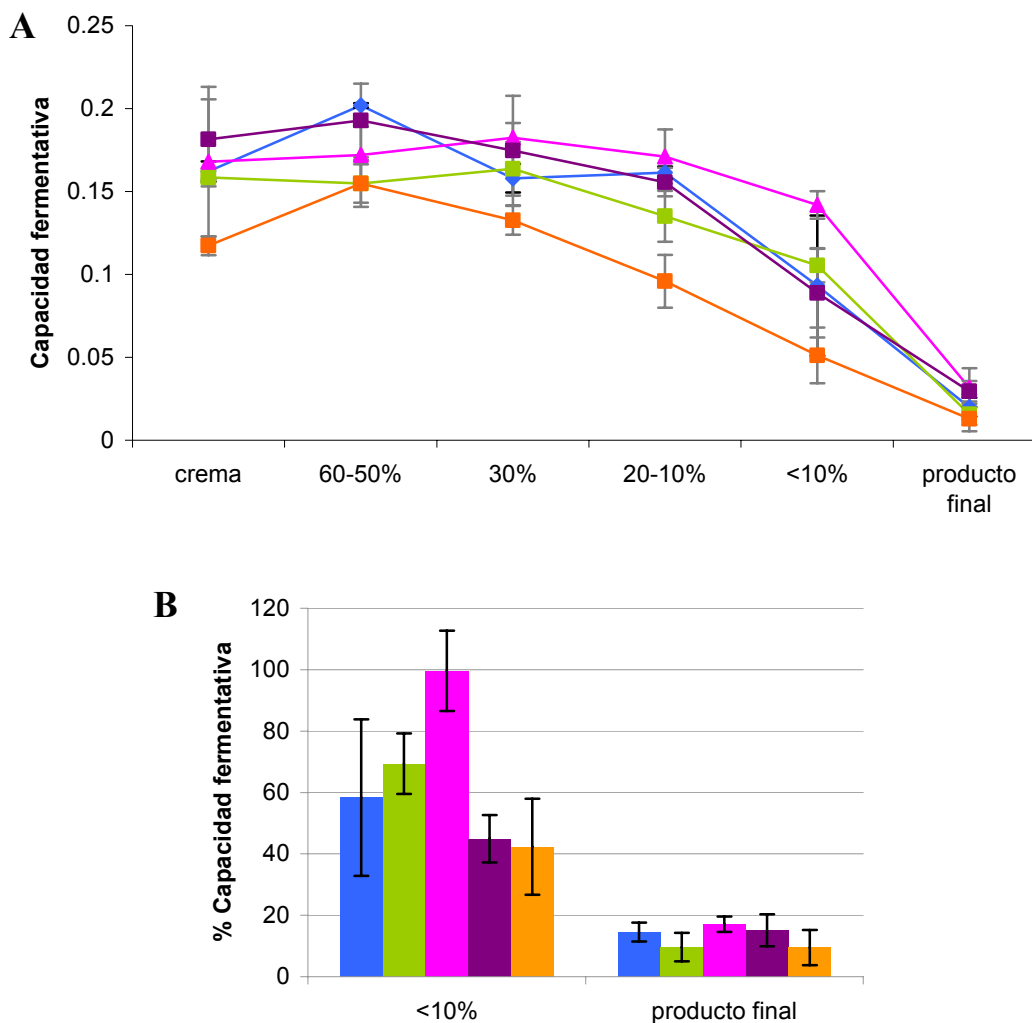 A
Capacidad fermentativa
0.25
0.2
0.15
0.1
0.05
0
crema
60-50%
30%
20-10%
<10%
producto
final
B
% Capacidad fermentativa
120
100
80
60
40
20
0
<10%
producto final